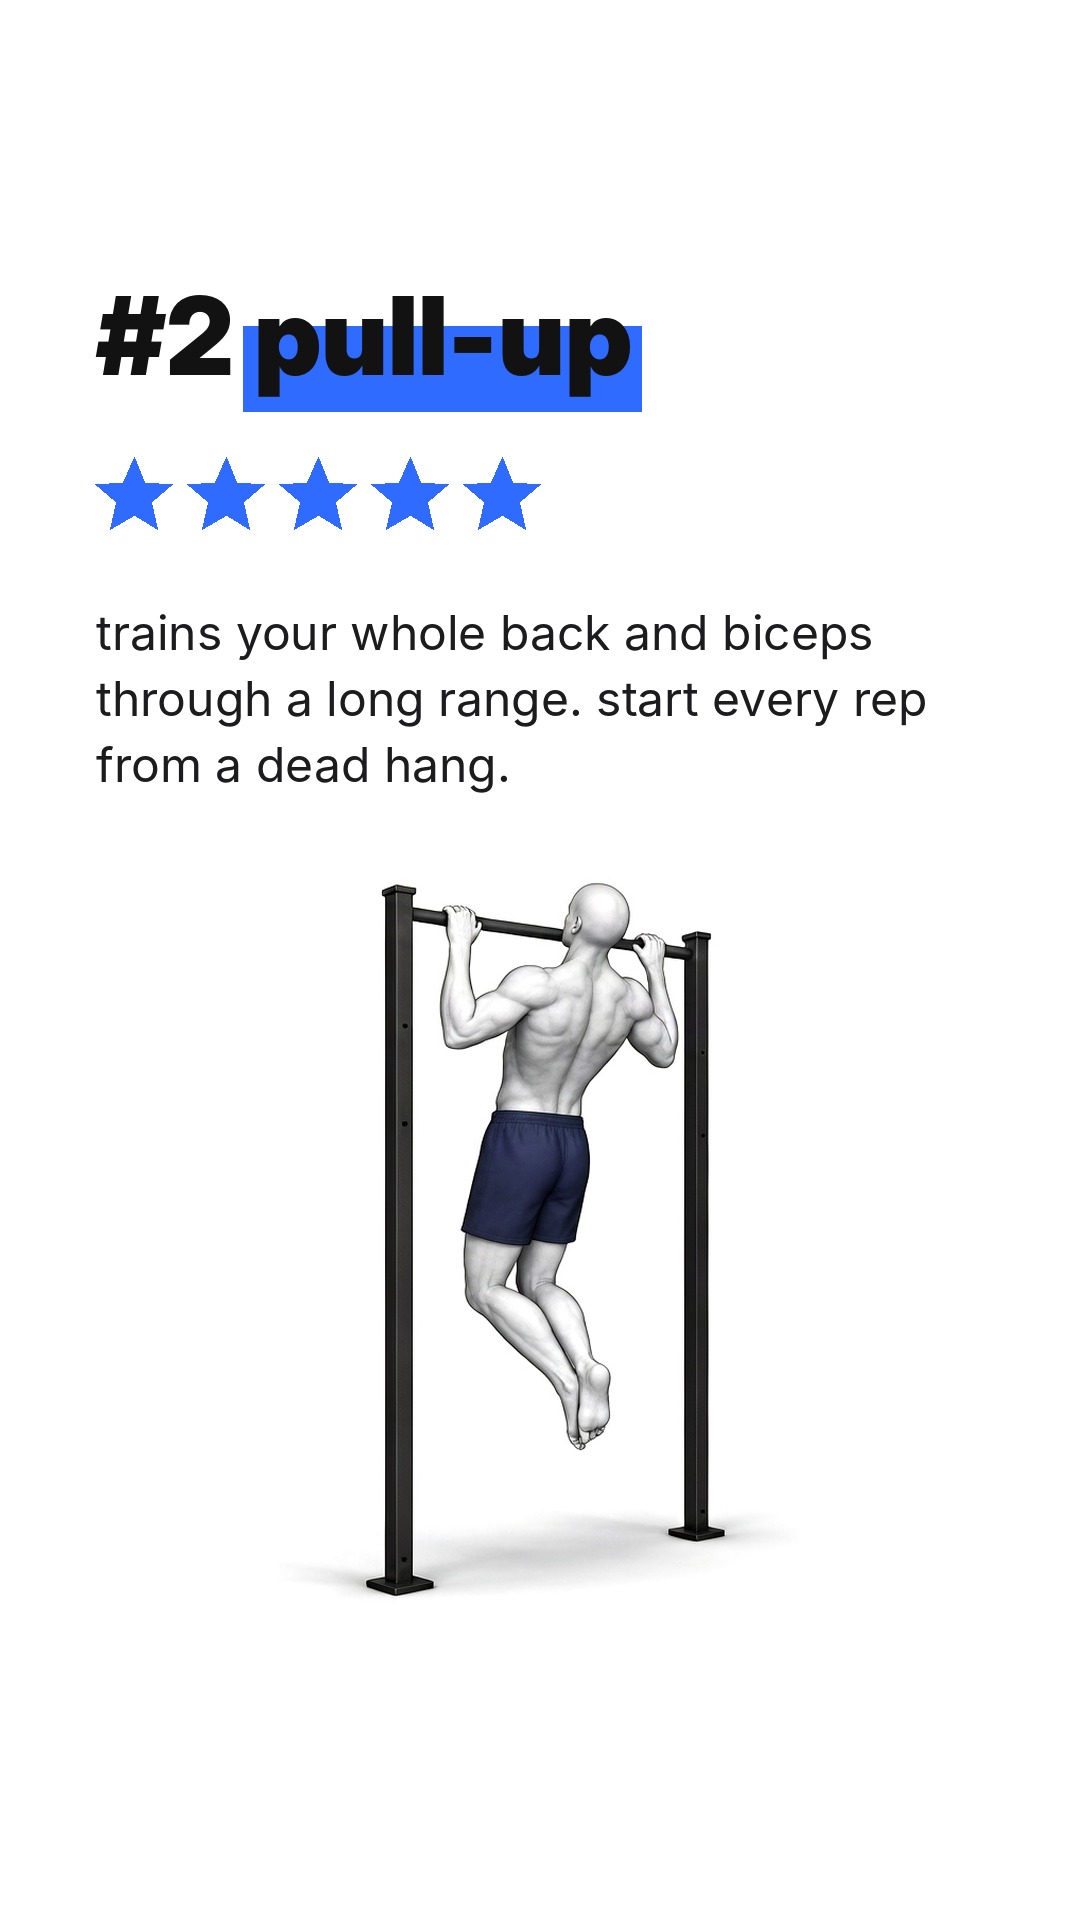 #2 pull-up
trains your whole back and biceps
through a long range. start every rep
from a dead hang.